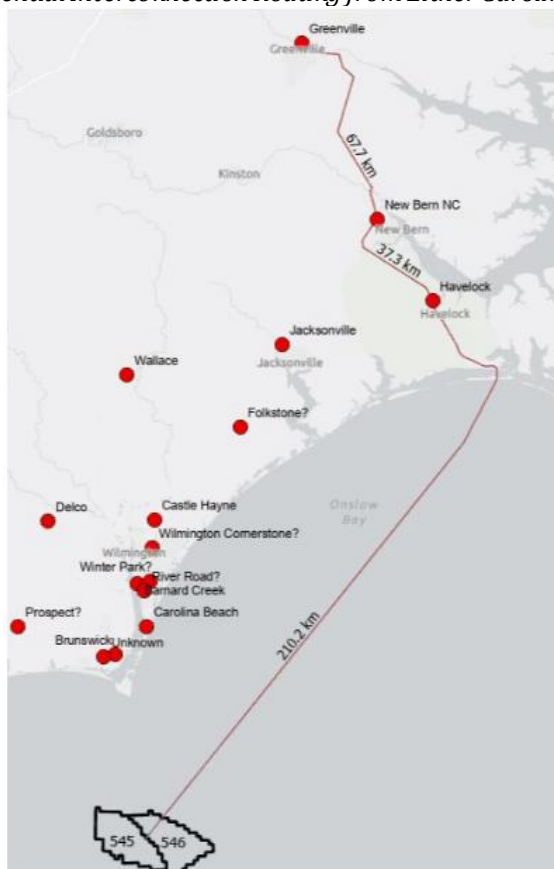 Greenville
Greenville
Goldsboro
67.7 km
Kinston
New Bern NC
New Bern
37.3 km
Havelock
Havelock
Jacksonville
Jacksonville
Wallace
Folkstone?
Delco
Castle Hayne
Onslow
Bay
Wilmington Cornerstone?
Wilmington
Winter Park?
River Road?
Barnard Creek
Prospect?
Carolina Beach
Brunswick
Unknown
210.2 km
545
546